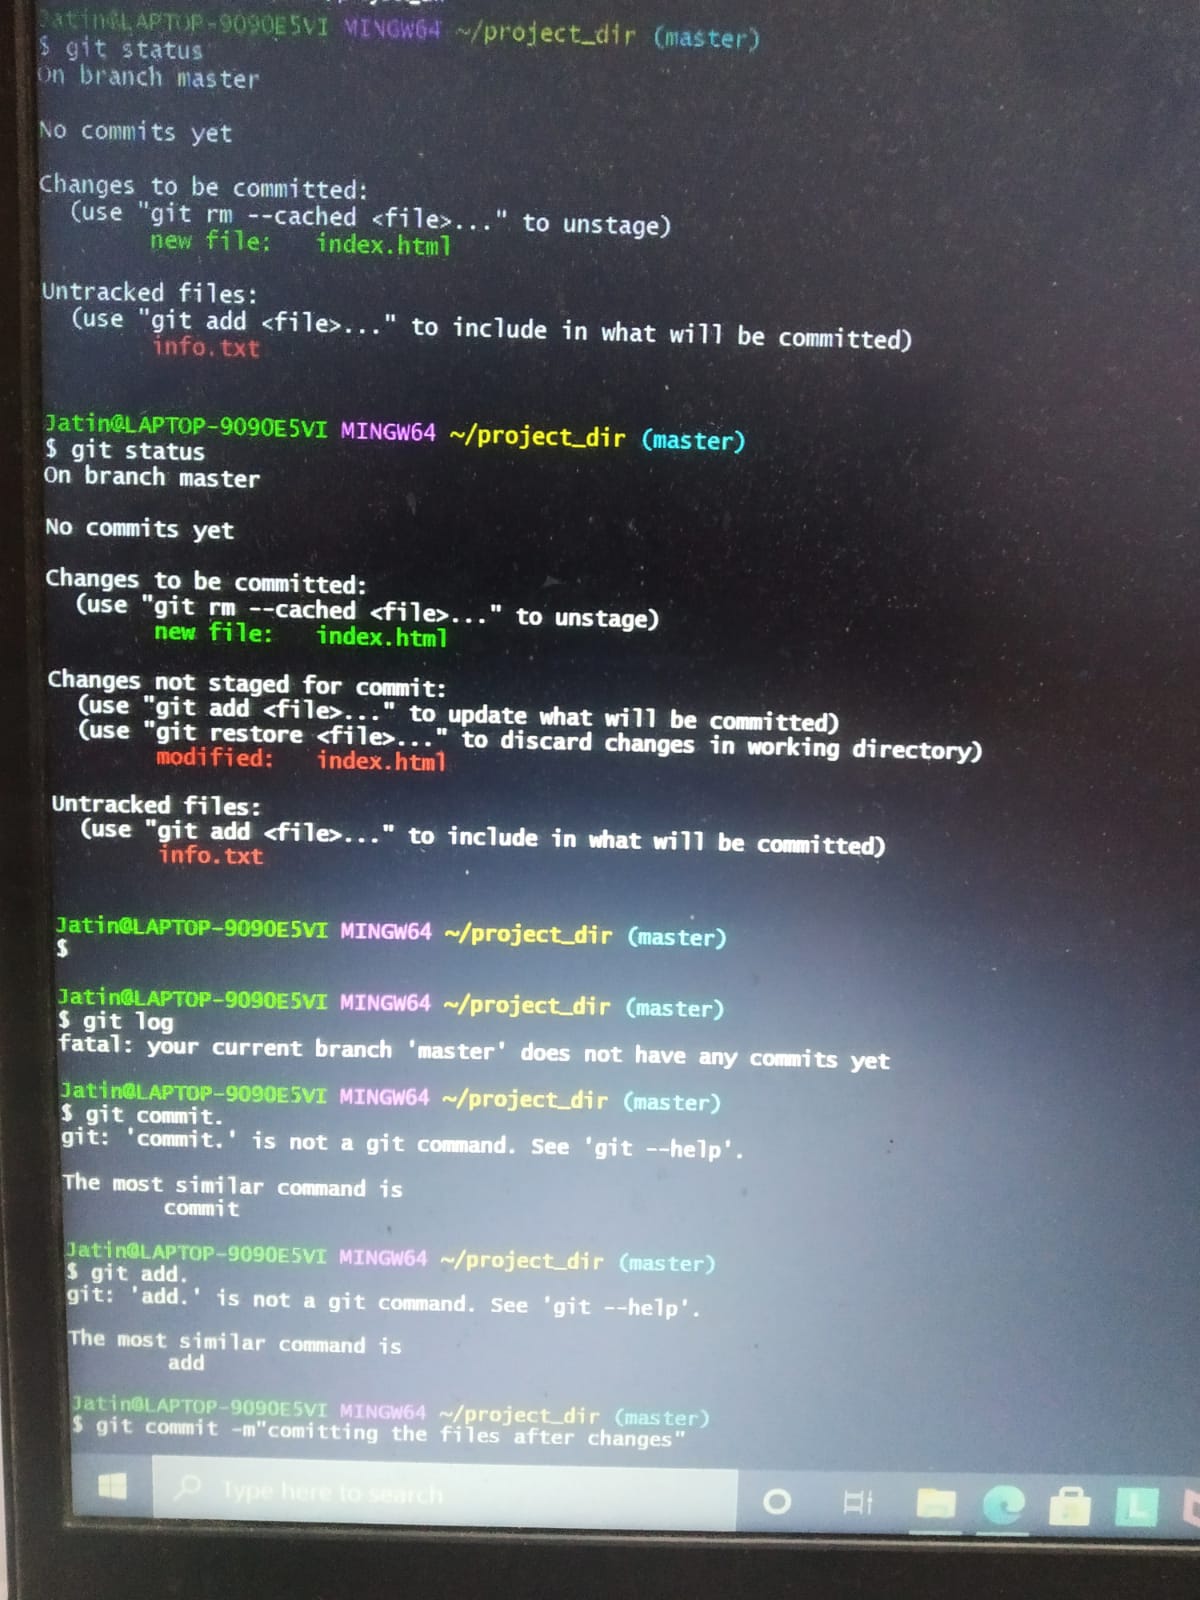 Jatin@LAPTOP-9090E5VI MINGW64 ~/project_dir (master)
$ git status
On branch master
No commits yet
Changes to be committed:
(use "git rm --cached <file>..." to unstage)
new file: index.html
Untracked files:
(use "git add <file>..." to include in what will be committed)
info.txt
Jatin@LAPTOP-9090E5VI MINGW64 ~/project_dir (master)
$ git status
On branch master
No commits yet
Changes to be committed:
(use "git rm --cached <file>..." to unstage)
new file: index.html
Changes not staged for commit:
(use "git add <file>..." to update what will be committed)
(use "git restore <file>..." to discard changes in working directory)
modified: index.html
Untracked files:
(use "git add <file>..." to include in what will be committed)
info.txt
Jatin@LAPTOP-9090E5VI MINGW64 ~/project_dir (master)
$
Jatin@LAPTOP-9090E5VI MINGW64 ~/project_dir (master)
$ git log
fatal: your current branch 'master' does not have any commits yet
Jatin@LAPTOP-9090E5VI MINGW64 ~/project_dir (master)
$ git commit.
git: 'commit.' is not a git command. See 'git --help'.
The most similar command is
commit
Jatin@LAPTOP-9090E5VI MINGW64 ~/project_dir (master)
$ git add.
git: 'add.' is not a git command. See 'git --help'.
The most similar command is
add
Jatin@LAPTOP-9090E5VI MINGW64 ~/project_dir (master)
$ git commit -m"comitting the files after changes"
Type here to search
L